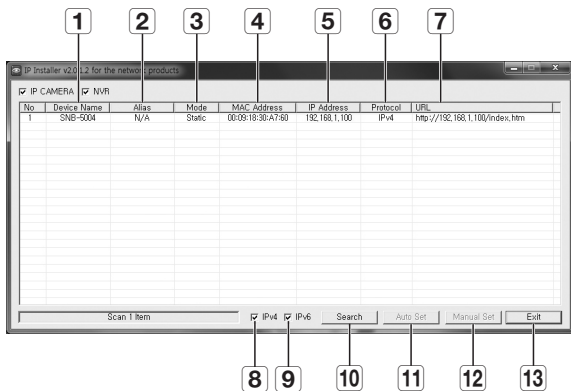 1 2 3 4 5 6 7
IP Installer v2.0.1.2 for the network products
IP CAMERA NVR
No Device Name Alias Mode MAC Address IP Address Protocol URL
1 SNB-5004 N/A Static 00:09:18:30:A7:60 192,168,1,100 IPv4 http://192,168,1,100/index,htm
Scan 1 Item IPv4 IPv6 Search Auto Set Manual Set Exit
8 9 10 11 12 13